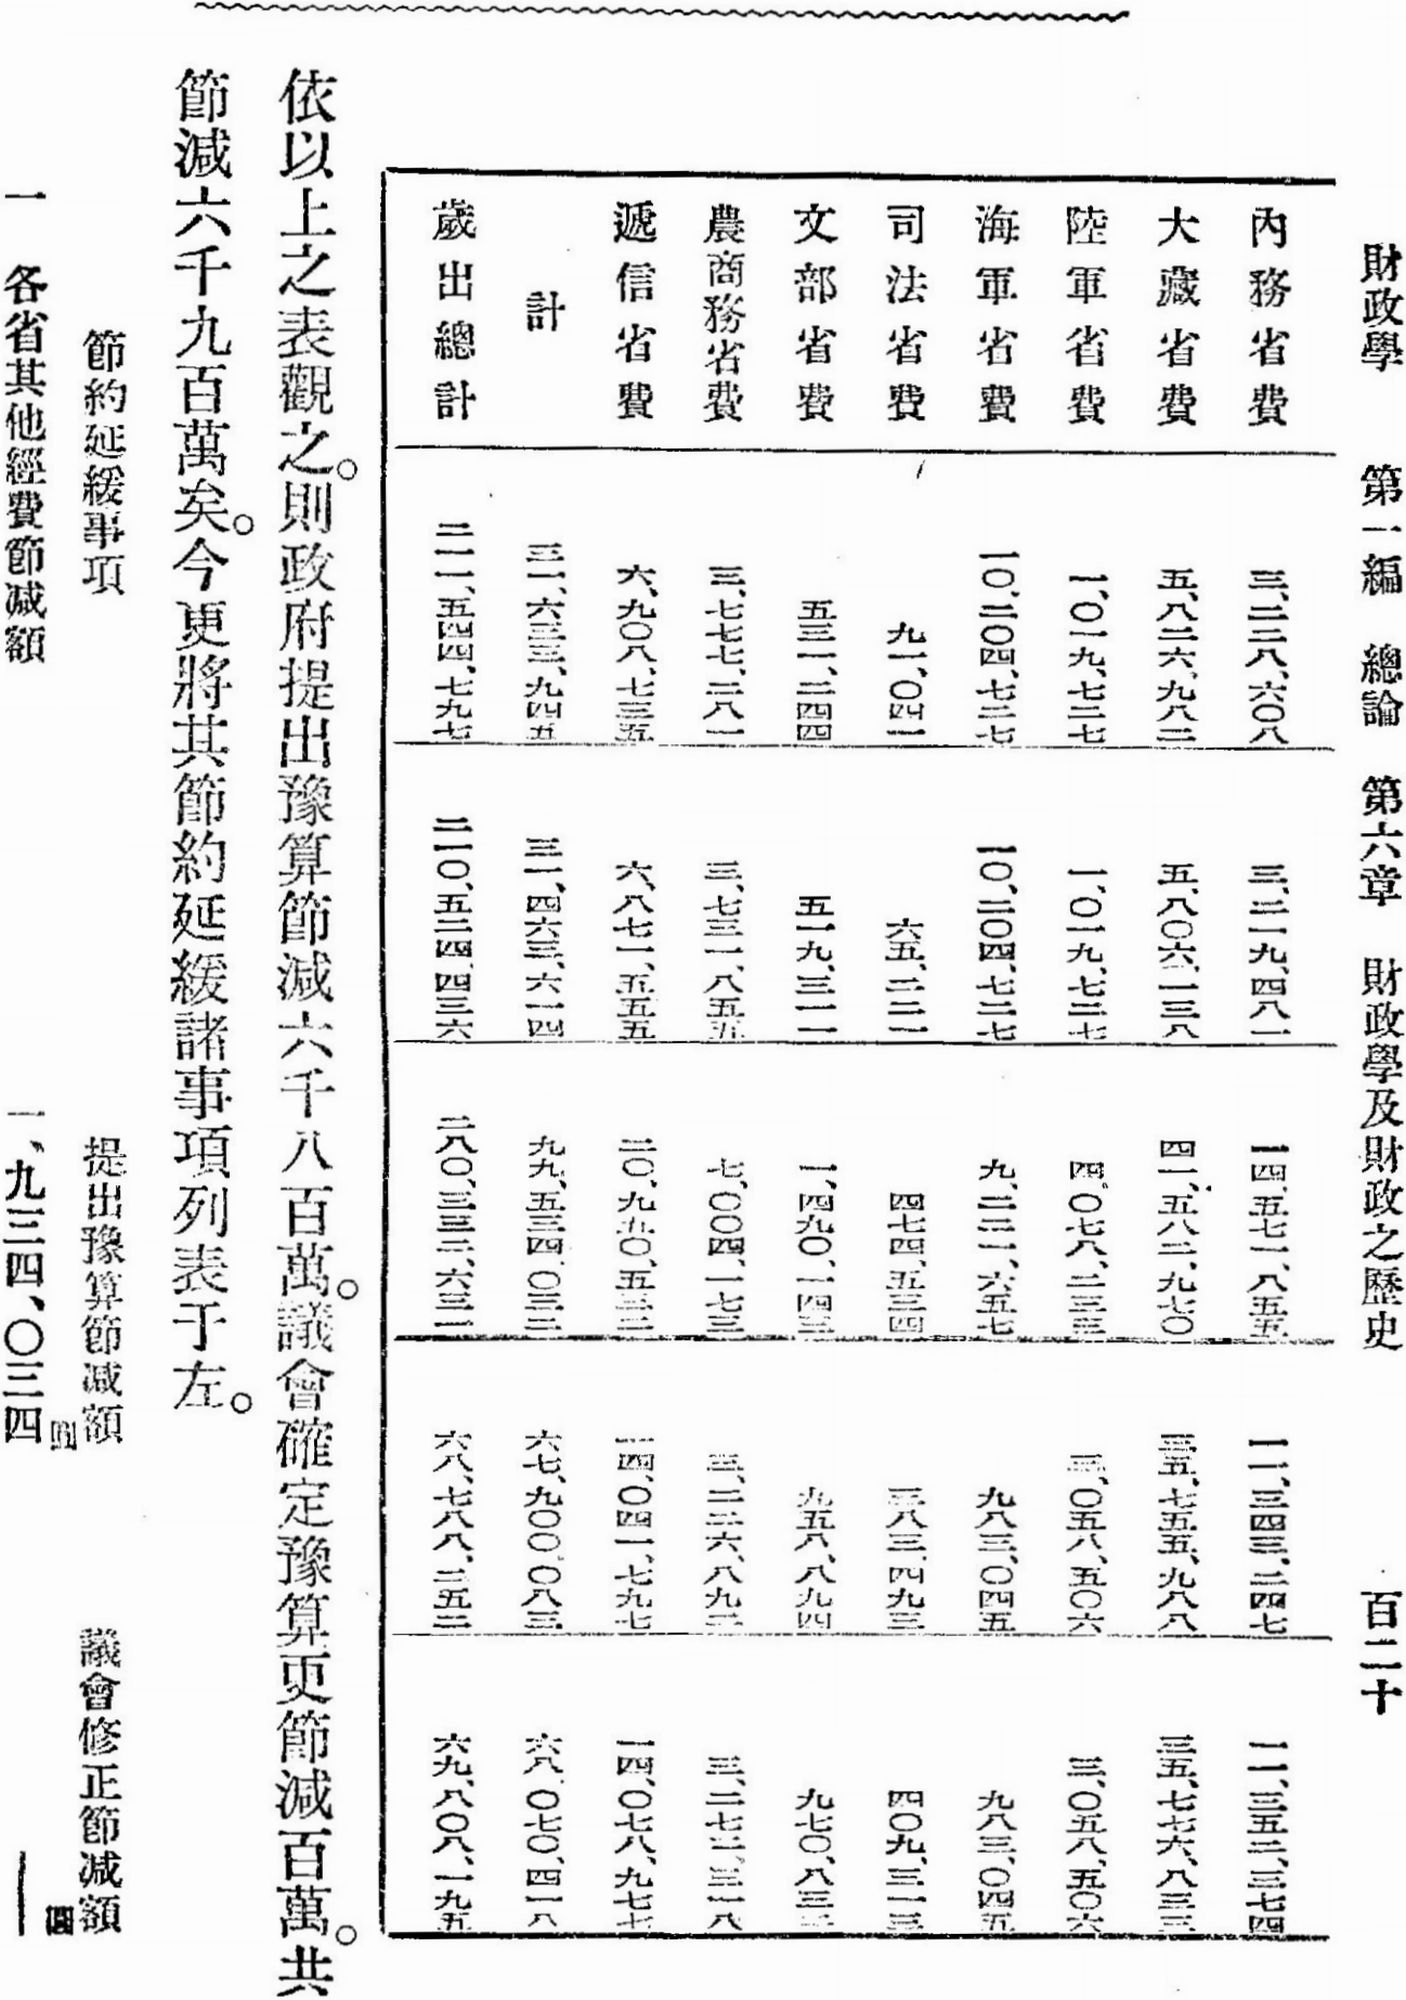 財政學 第一編 總論 第六章 財政學及財政之歷史 百二十
內務省費 三、二二八、六〇八 三、二一九、四八一 一四、五七一、八五五 一一、三四三、二四七 一一、三五二、三七四
大藏省費 五、八二六、九八二 五、八〇六、一三八 四一、五八二、九七〇 三五、七五五、九八八 三五、七七六、八三二
陸軍省費 一、〇一九、七二七 一、〇一九、七二七 四、〇七八、二三三 三、〇五八、五〇六 三、〇五八、五〇六
海軍省費 一〇、二〇四、七二七 一〇、二〇四、七二七 九、二二一、六五七 九八三、〇四五 九八三、〇四五
司法省費 九一、〇四一 六五、二二一 四七四、五三四 三八三、四九三 四〇九、三一三
文部省費 五三一、二四四 五一九、三一一 一、四九〇、一四三 九五八、八九四 九七〇、八三二
農商務省費 三、七七七、二八一 三、七三一、八五五 七、〇〇四、一七三 三、二二六、八九二 三、二七二、三一八
遞信省費 六、九〇八、七三五 六、八七一、五五五 二〇、九五〇、五三二 一四、〇四一、七九七 一四、〇七八、九七七
計 三一、六三三、九四九 三一、四六三、六一四 九九、五三四、〇三二 六七、九〇〇、〇八三 六八、〇七〇、四一八
歲出總計 二一一、五四四、七九七 二一〇、五二四、四三六 二八〇、三三二、六三一 六八、七八八、二五二 六九、八〇八、一九五
依以上之表觀之。則政府提出豫算節減六千八百萬。議會確定豫算更節減百萬。共
節減六千九百萬矣。今更將其節約延緩諸事項列表于左。
節約延緩事項 提出豫算節減額 議會修正節減額
圓 圓
一 各省其他經費節減額 一、九三四、〇三四 ―